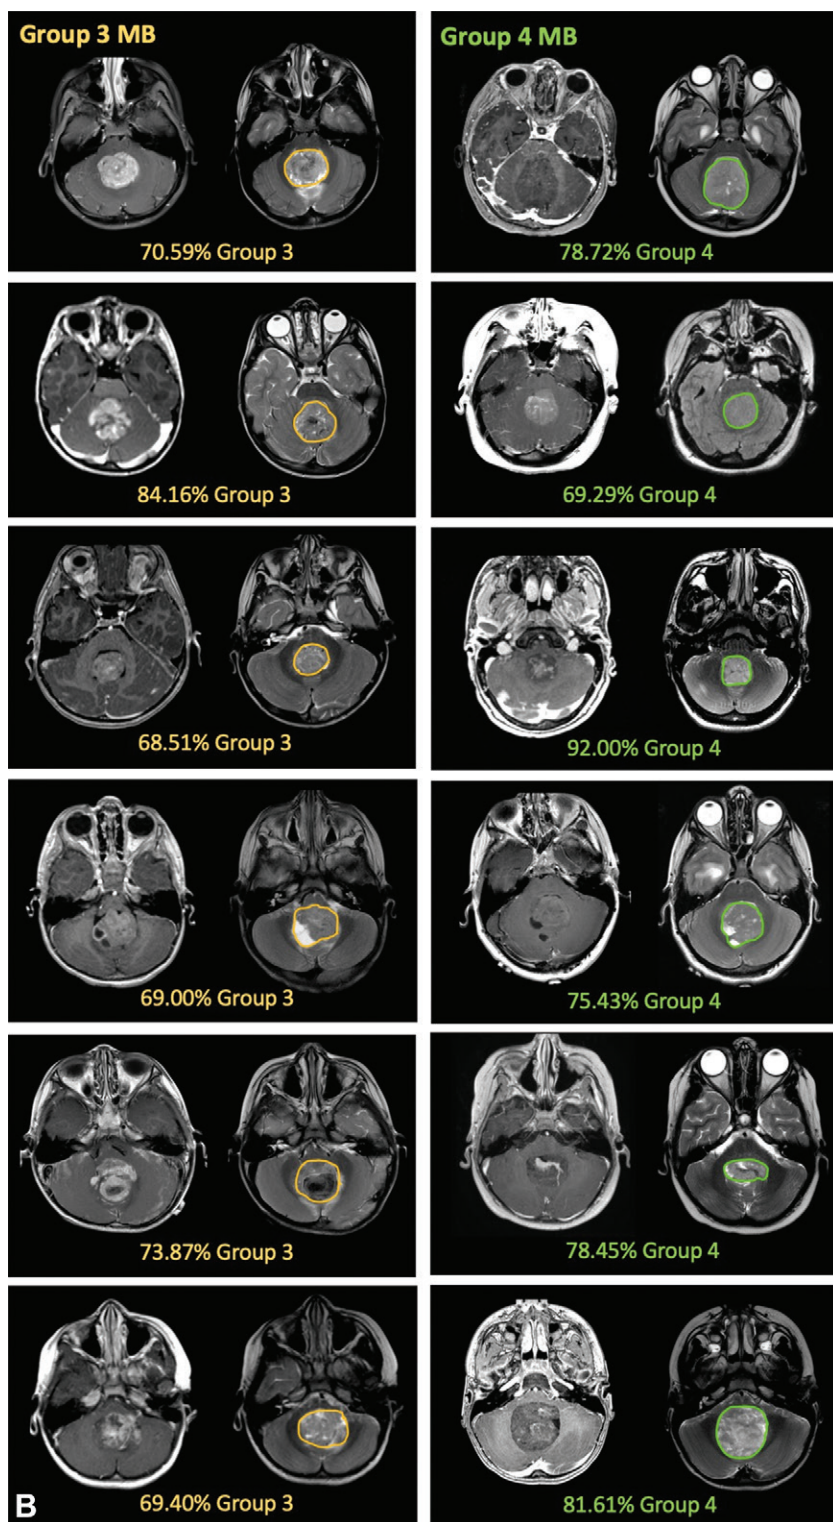 Group 3 MB
Group 4 MB
70.59% Group 3
78.72% Group 4
84.16% Group 3
69.29% Group 4
68.51% Group 3
92.00% Group 4
69.00% Group 3
75.43% Group 4
73.87% Group 3
78.45% Group 4
69.40% Group 3
81.61% Group 4
B